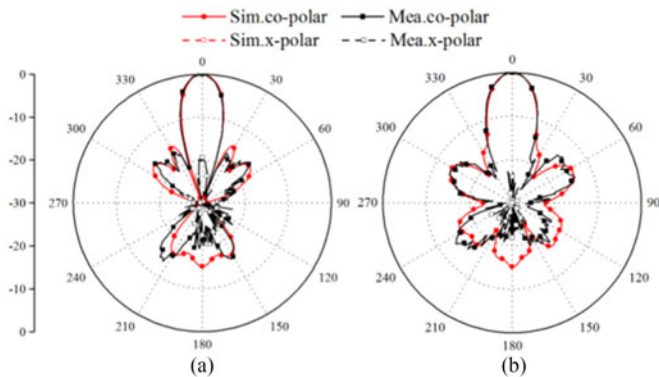 Sim.co-polar Mea.co-polar
Sim.x-polar Mea.x-polar
0 0 0
330 30 330 30
-10
300 60 300 60
-20
-30 270 90 270 90
-20
240 120 240 120
-10
210 150 210 150
0 180 180
(a) (b)